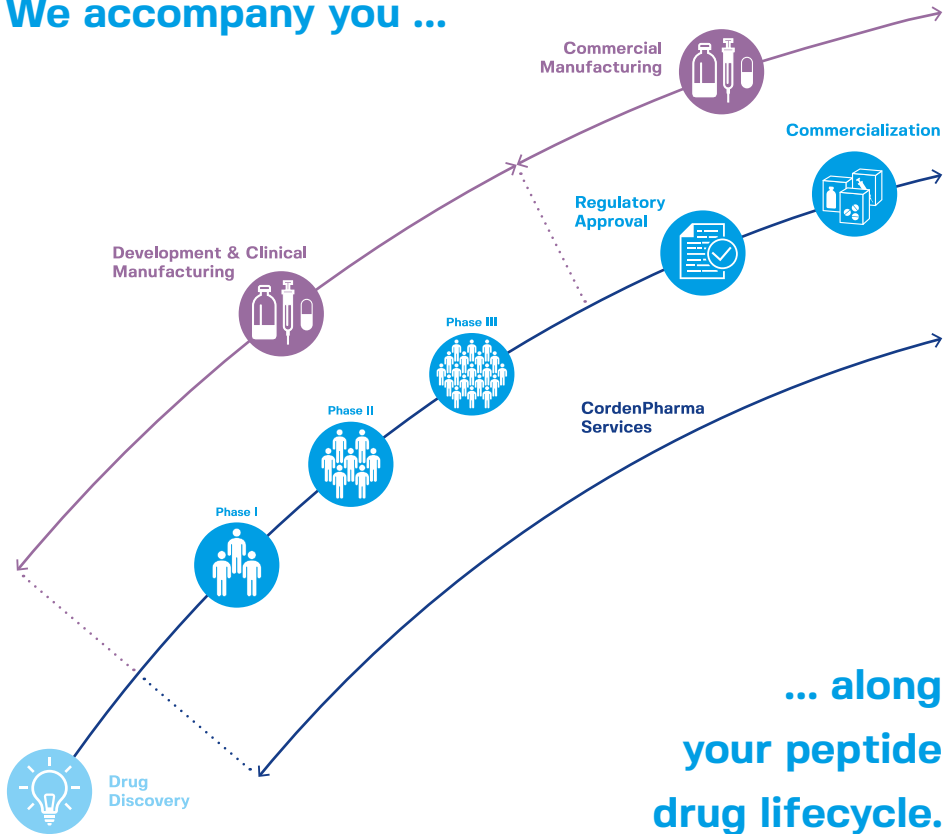 We accompany you ...
Commercial
Manufacturing
Commercialization
Regulatory
Approval
Development & Clinical
Manufacturing
Phase III
Phase II
CordenPharma
Services
Phase I
... along
your peptide
drug lifecycle.
Drug
Discovery